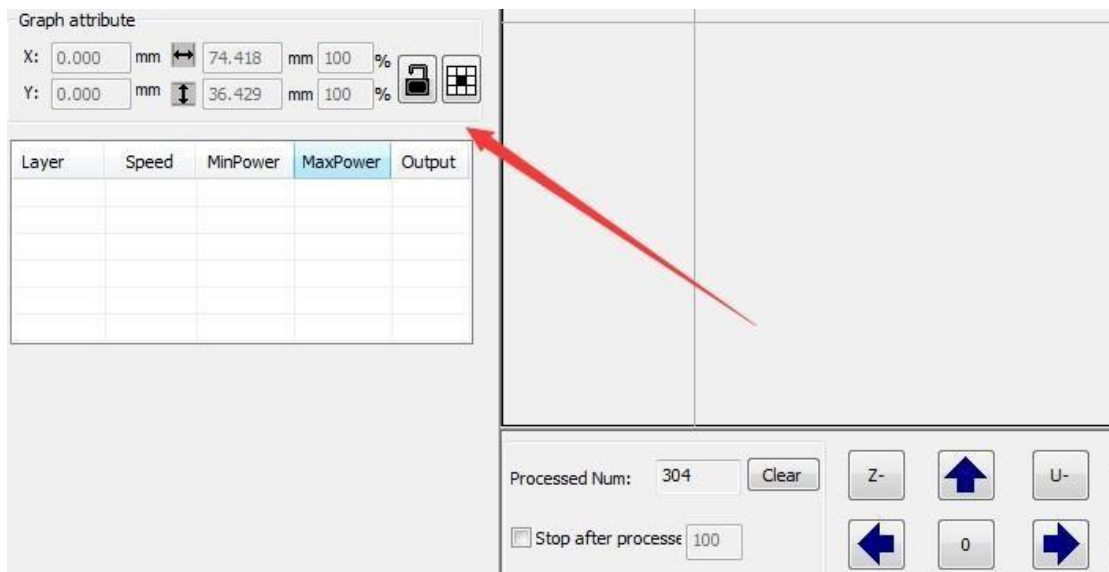 Graph attribute
X: 0.000 mm 74.418 mm 100 %
Y: 0.000 mm 36.429 mm 100 %
Layer Speed MinPower MaxPower Output
Processed Num: 304 Clear Z- U-
Stop after processe 100 0